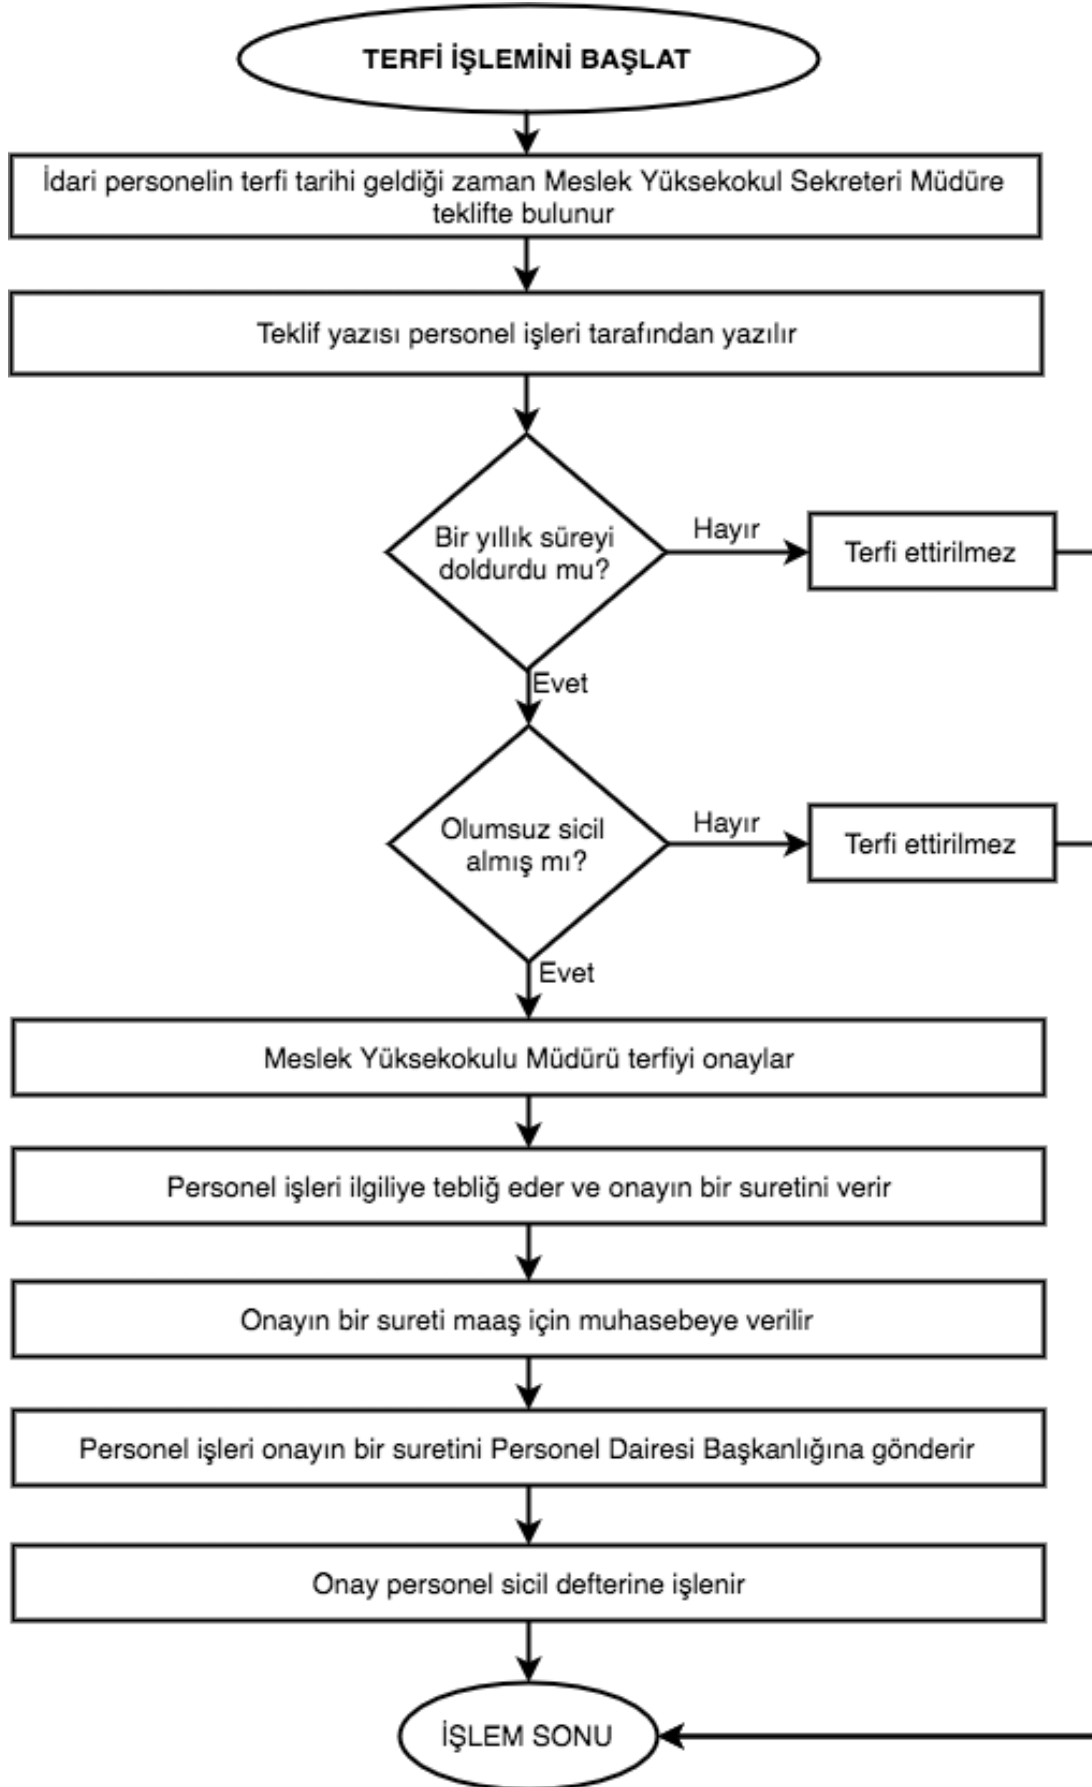 TERFİ İŞLEMİNİ BAŞLAT
İdari personelin terfi tarihi geldiği zaman Meslek Yüksekokul Sekreteri Müdüre
teklifte bulunur
Teklif yazısı personel işleri tarafından yazılır
Bir yıllık süreyi
doldurdu mu?
Hayır
Terfi ettirilmez
Evet
Olumsuz sicil
almış mı?
Hayır
Terfi ettirilmez
Evet
Meslek Yüksekokulu Müdürü terfiyi onaylar
Personel işleri ilgiliye tebliğ eder ve onayın bir suretini verir
Onayın bir sureti maaş için muhasebeye verilir
Personel işleri onayın bir suretini Personel Dairesi Başkanlığına gönderir
Onay personel sicil defterine işlenir
İŞLEM SONU